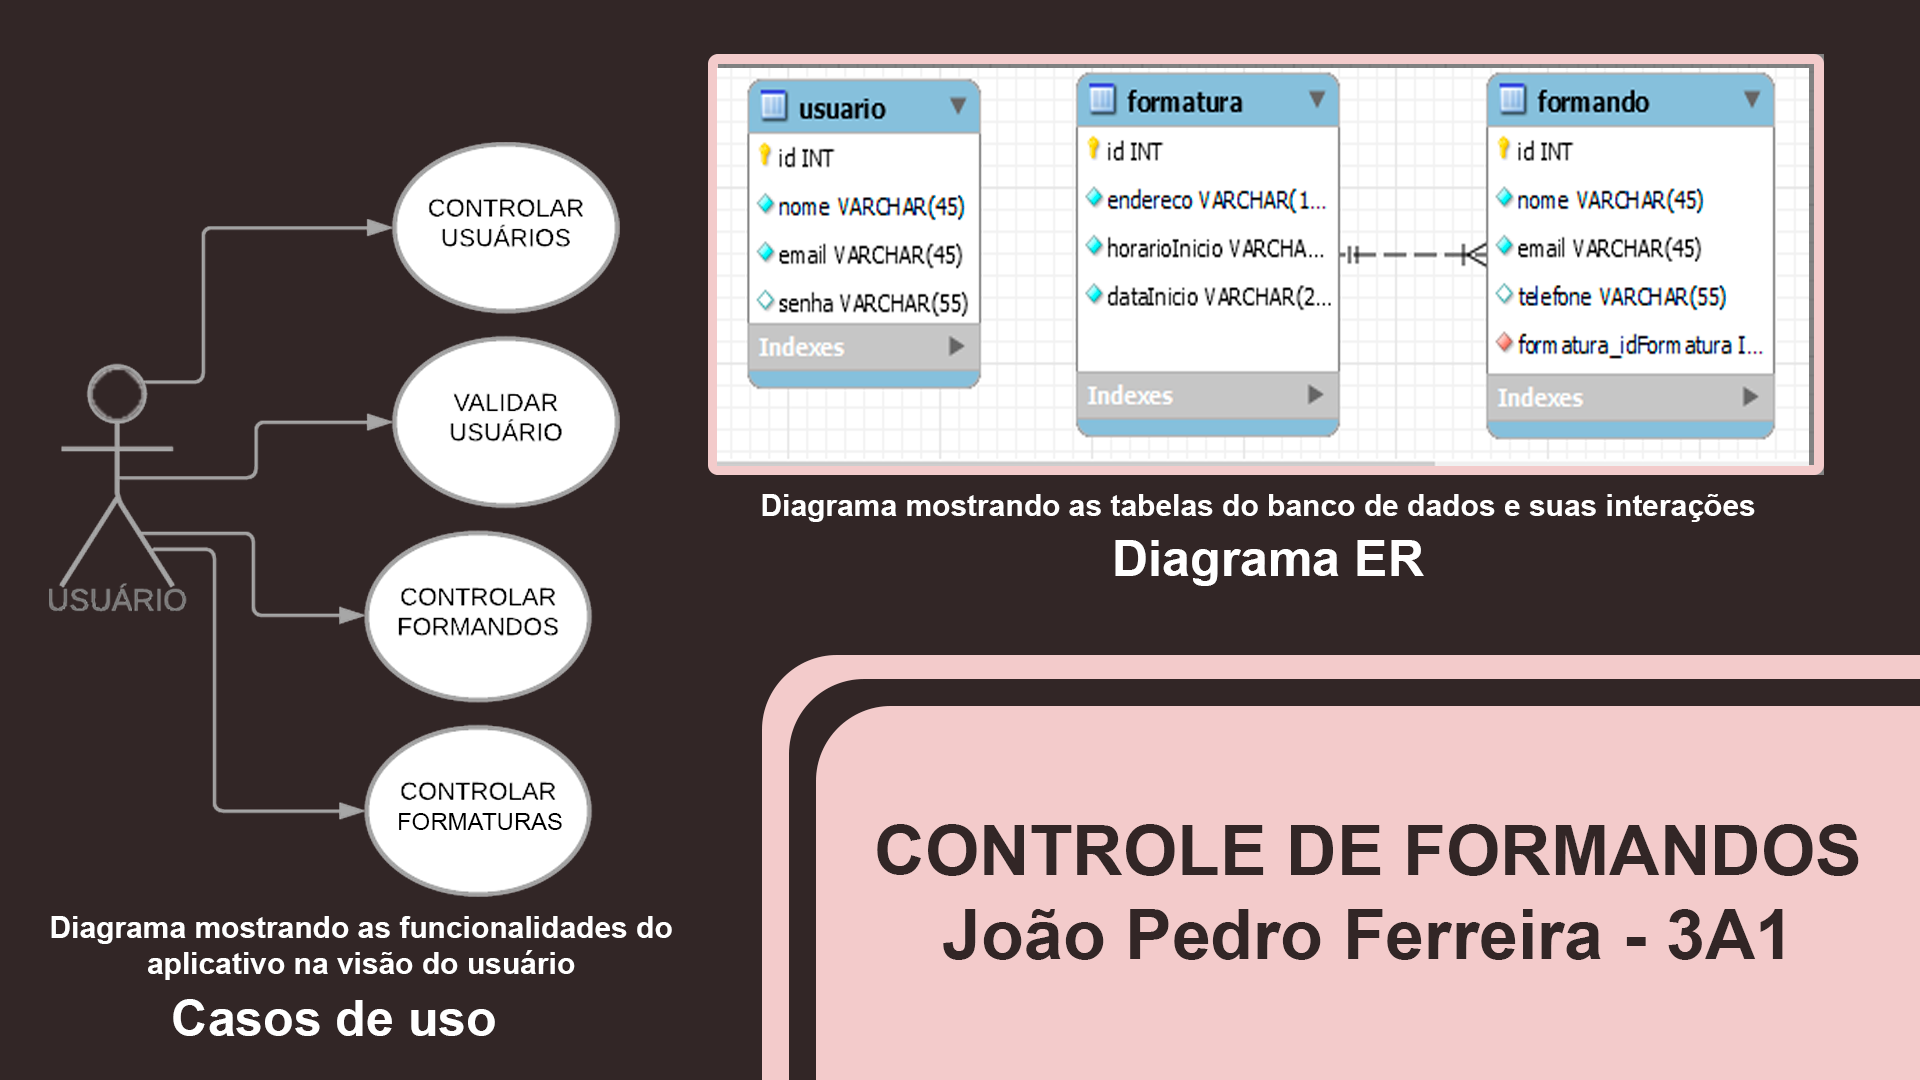 CONTROLAR
USUÁRIOS
VALIDAR
USUÁRIO
CONTROLAR
FORMANDOS
CONTROLAR
FORMATURAS
USUÁRIO
Diagrama mostrando as funcionalidades do
aplicativo na visão do usuário
Casos de uso
usuario
id INT
nome VARCHAR(45)
email VARCHAR(45)
senha VARCHAR(55)
Indexes
formatura
id INT
endereco VARCHAR(1...
horarioInicio VARCHA...
dataInicio VARCHAR(2...
Indexes
formando
id INT
nome VARCHAR(45)
email VARCHAR(45)
telefone VARCHAR(55)
formatura_idFormatura I...
Indexes
Diagrama mostrando as tabelas do banco de dados e suas interações
Diagrama ER
CONTROLE DE FORMANDOS
João Pedro Ferreira - 3A1